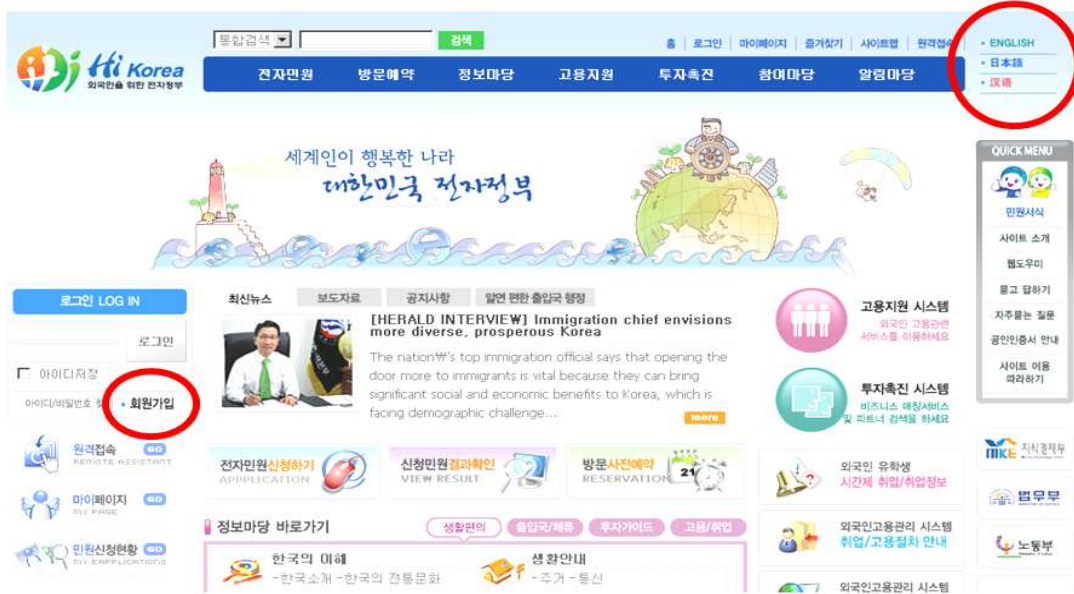 통합검색
검색
홈 | 로그인 | 마이페이지 | 즐겨찾기 | 사이트맵 | 원격접속
• ENGLISH
• 日本語
• 汉语
Hi Korea
외국인을 위한 전자정부
전자민원 방문예약 정보마당 고용지원 투자촉진 참여마당 알림마당
세계인이 행복한 나라
대한민국 전자정부
QUICK MENU
민원서식
사이트 소개
웹도우미
묻고 답하기
자주묻는 질문
공인인증서 안내
사이트 이용
따라하기
로그인 LOG IN
로그인
아이디저장
아이디/비밀번호
• 회원가입
원격접속 GO
REMOTE ASSISTANT
마이페이지 GO
MY PAGE
민원신청현황 GO
MY EAPPLICATIONS
최신뉴스 보도자료 공지사항 알면 편한 출입국 행정
[HERALD INTERVIE₩] Immigration chief envisions
more diverse, prosperous Korea
The nation₩'s top immigration official says that opening the
door more to immigrants is vital because they can bring
significant social and economic benefits to Korea, which is
facing demographic challenge...
more
전자민원신청하기
APPPLICATION
신청민원결과확인
VIEW RESULT
방문사전예약
RESERVATION
21
정보마당 바로가기
생활편의 출입국/체류 투자가이드 고용/취업
한국의 이해
-한국소개 -한국의 전통문화
생활안내
-주거 -통신
고용지원 시스템
외국인 고용관련
서비스를 이용하세요
투자촉진 시스템
비즈니스 매칭서비스
및 파트너 검색을 하세요
외국인 유학생
시간제 취업/취업정보
외국인고용관리 시스템
취업/고용절차 안내
외국인고용관리 시스템
MKE 지식경제부
법무부
노동부